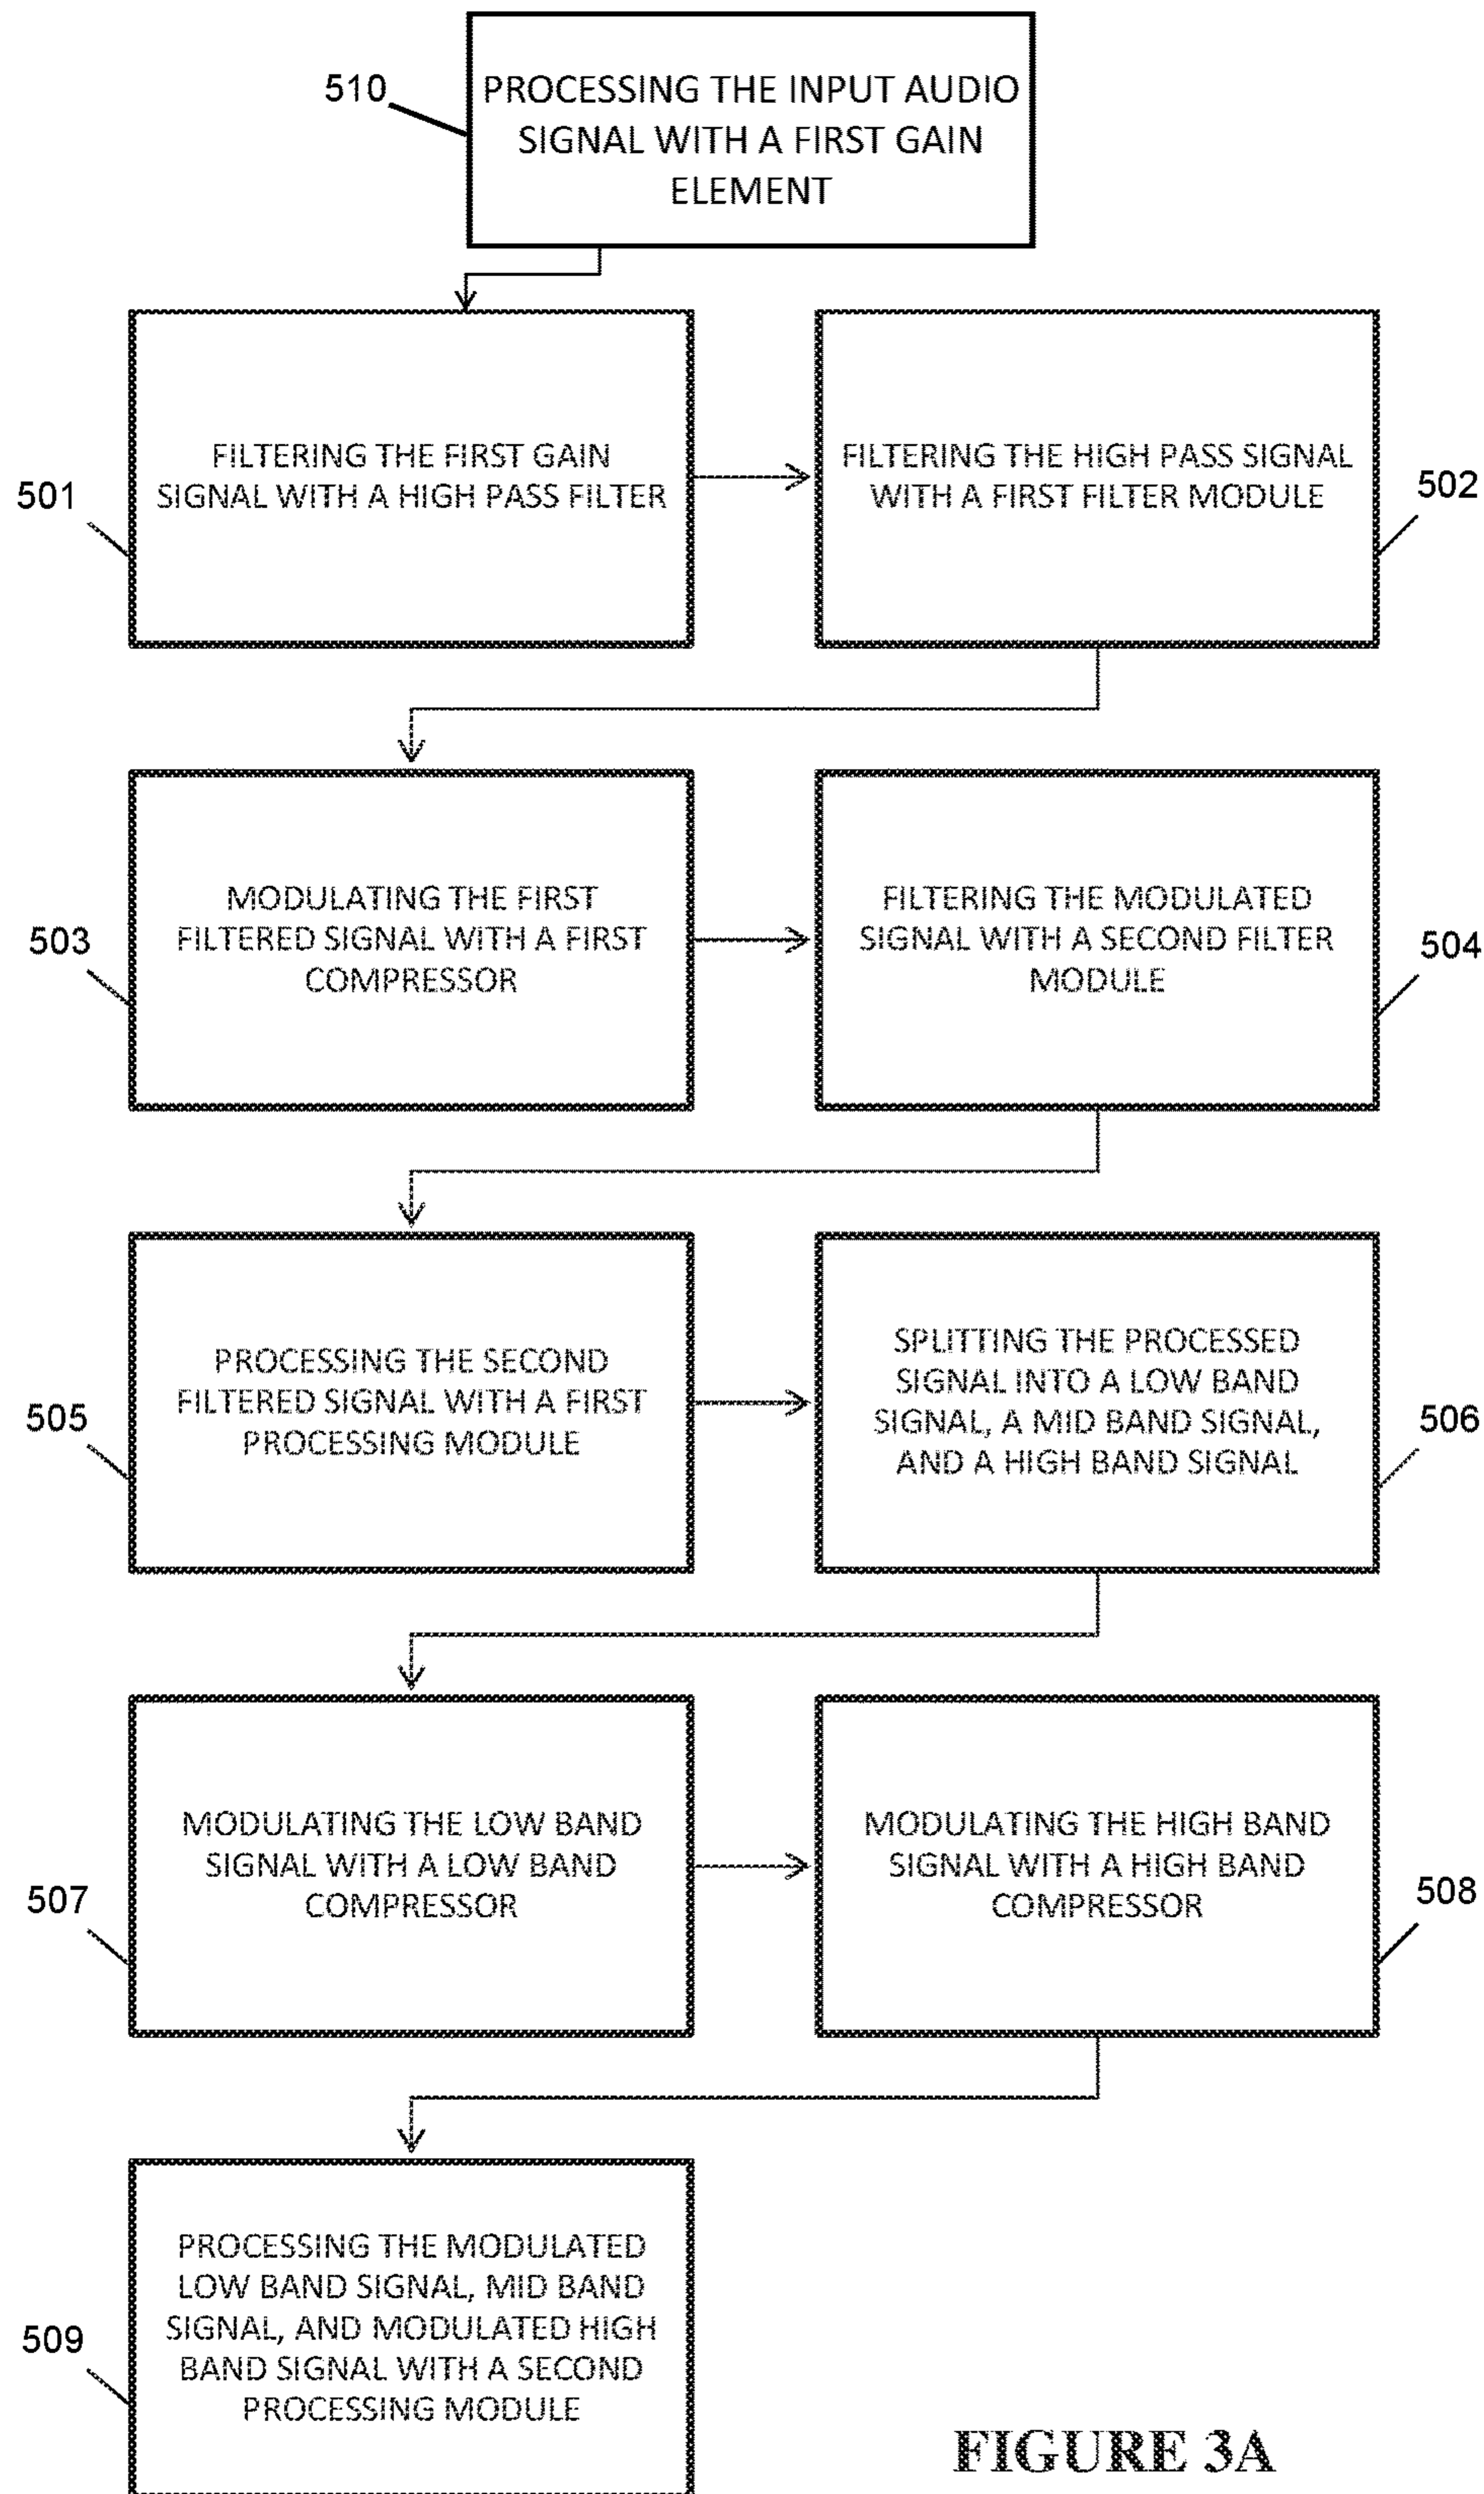 510
PROCESSING THE INPUT AUDIO
SIGNAL WITH A FIRST GAIN
ELEMENT
501
FILTERING THE FIRST GAIN
SIGNAL WITH A HIGH PASS FILTER
FILTERING THE HIGH PASS SIGNAL
WITH A FIRST FILTER MODULE
502
503
MODULATING THE FIRST
FILTERED SIGNAL WITH A FIRST
COMPRESSOR
FILTERING THE MODULATED
SIGNAL WITH A SECOND FILTER
MODULE
504
505
PROCESSING THE SECOND
FILTERED SIGNAL WITH A FIRST
PROCESSING MODULE
SPLITTING THE PROCESSED
SIGNAL INTO A LOW BAND
SIGNAL, A MID BAND SIGNAL,
AND A HIGH BAND SIGNAL
506
507
MODULATING THE LOW BAND
SIGNAL WITH A LOW BAND
COMPRESSOR
MODULATING THE HIGH BAND
SIGNAL WITH A HIGH BAND
COMPRESSOR
508
509
PROCESSING THE MODULATED
LOW BAND SIGNAL, MID BAND
SIGNAL, AND MODULATED HIGH
BAND SIGNAL WITH A SECOND
PROCESSING MODULE
FIGURE 3A